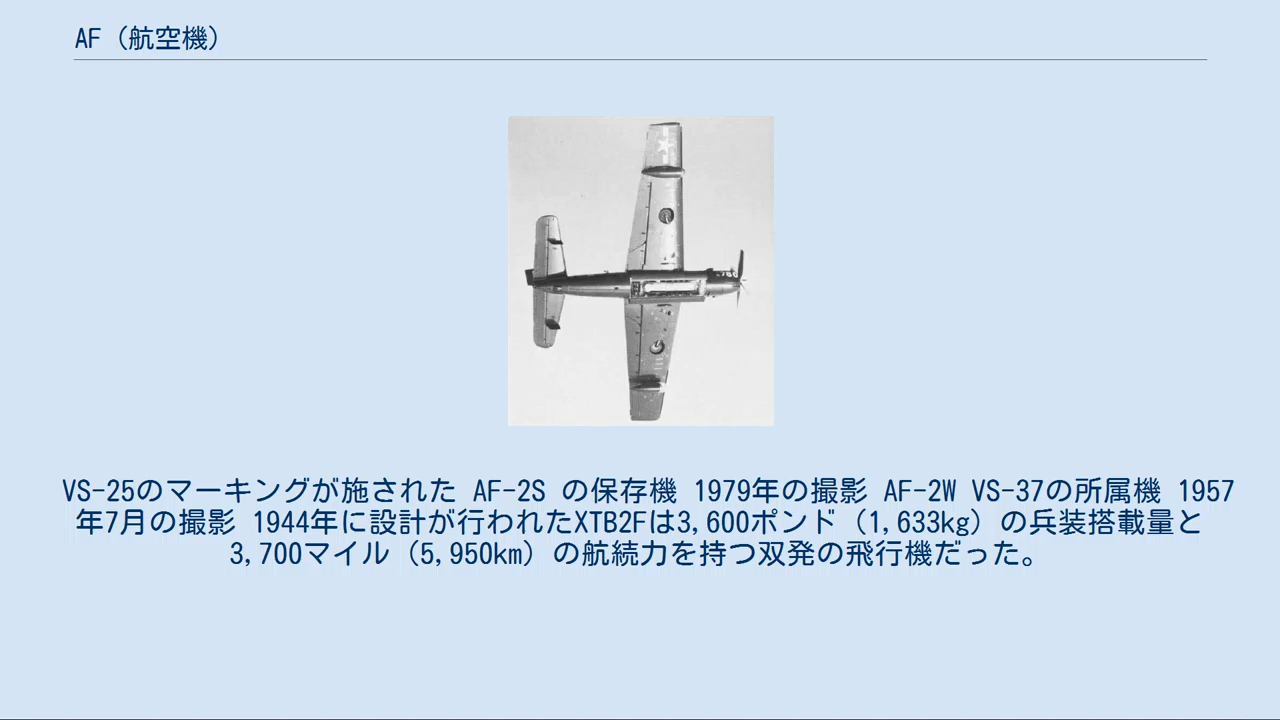 AF（航空機）
VS-25のマーキングが施された AF-2S の保存機 1979年の撮影 AF-2W VS-37の所属機 1957
年7月の撮影 1944年に設計が行われたXTB2Fは3,600ポンド（1,633kg）の兵装搭載量と
3,700マイル（5,950km）の航続力を持つ双発の飛行機だった。